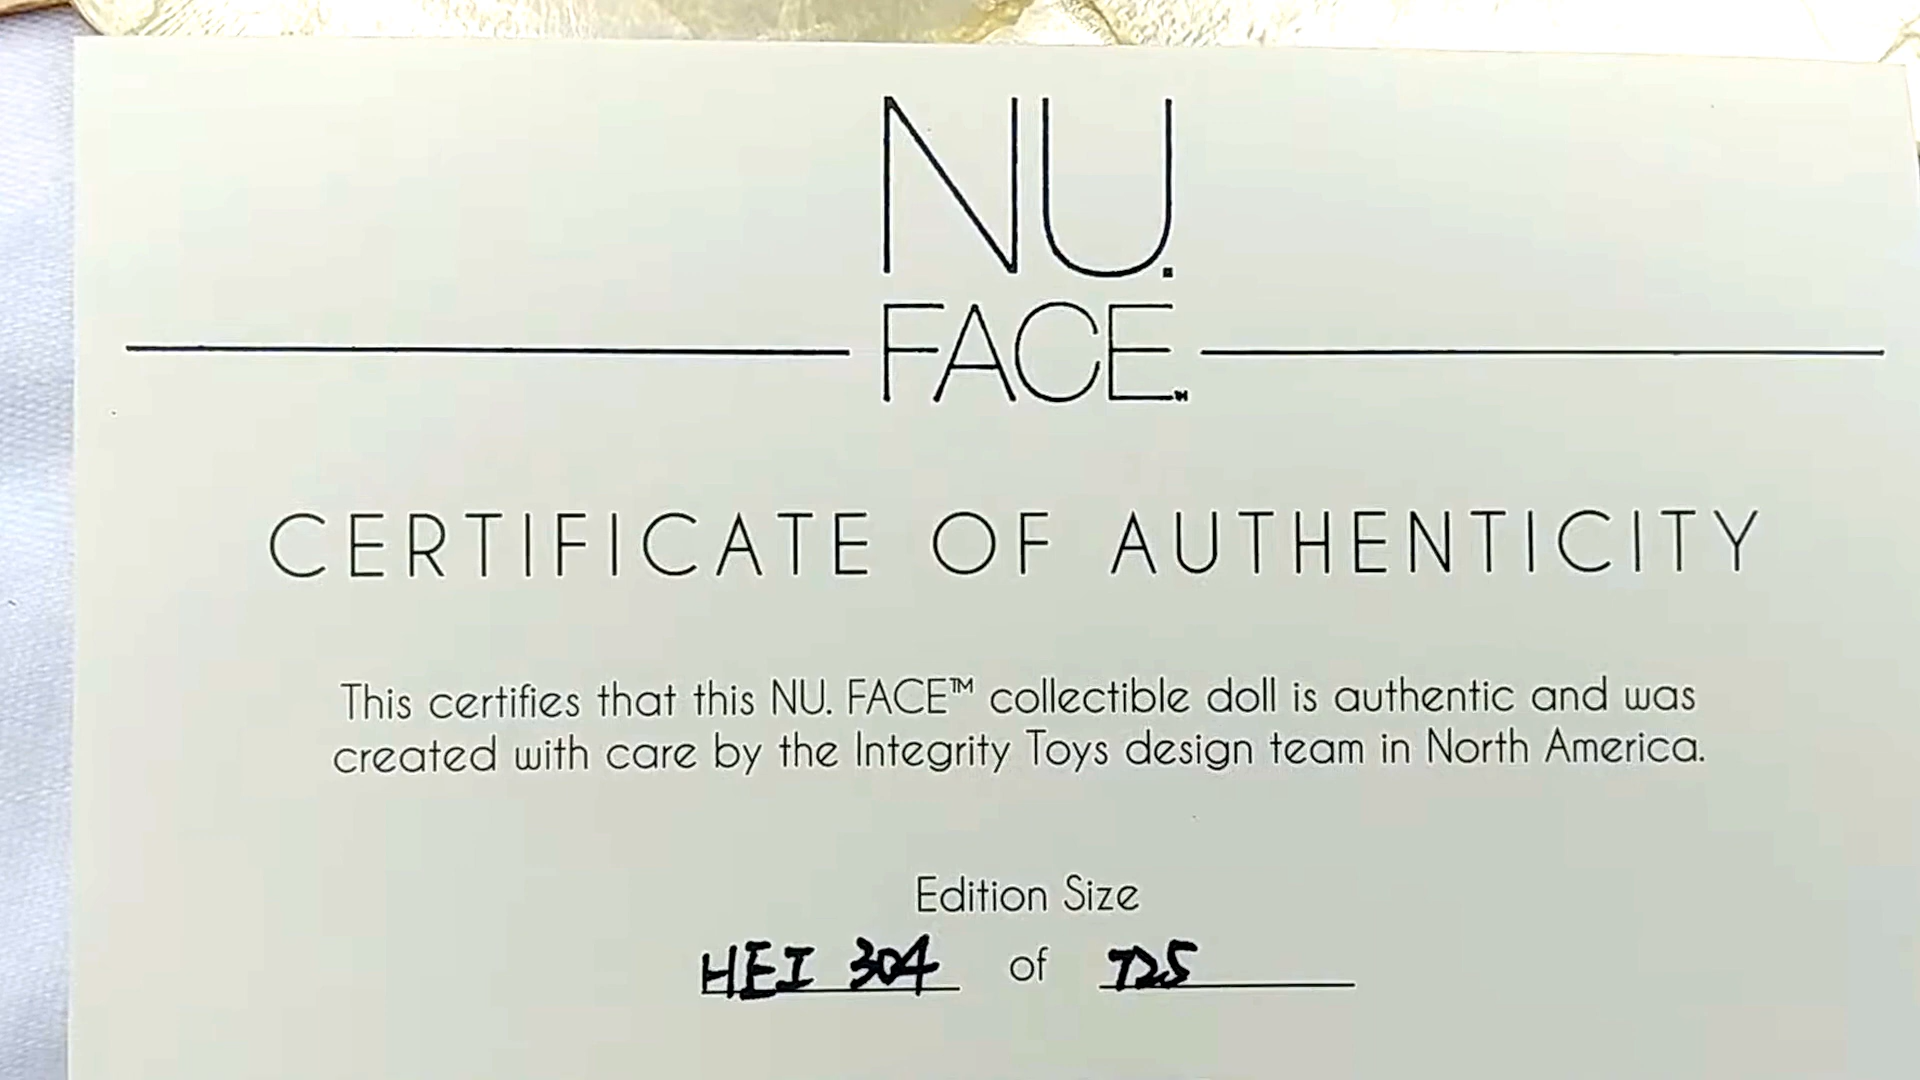 NU.
FACE.™
CERTIFICATE OF AUTHENTICITY
This certifies that this NU. FACE™ collectible doll is authentic and was
created with care by the Integrity Toys design team in North America.
Edition Size
HEI 304 of 725